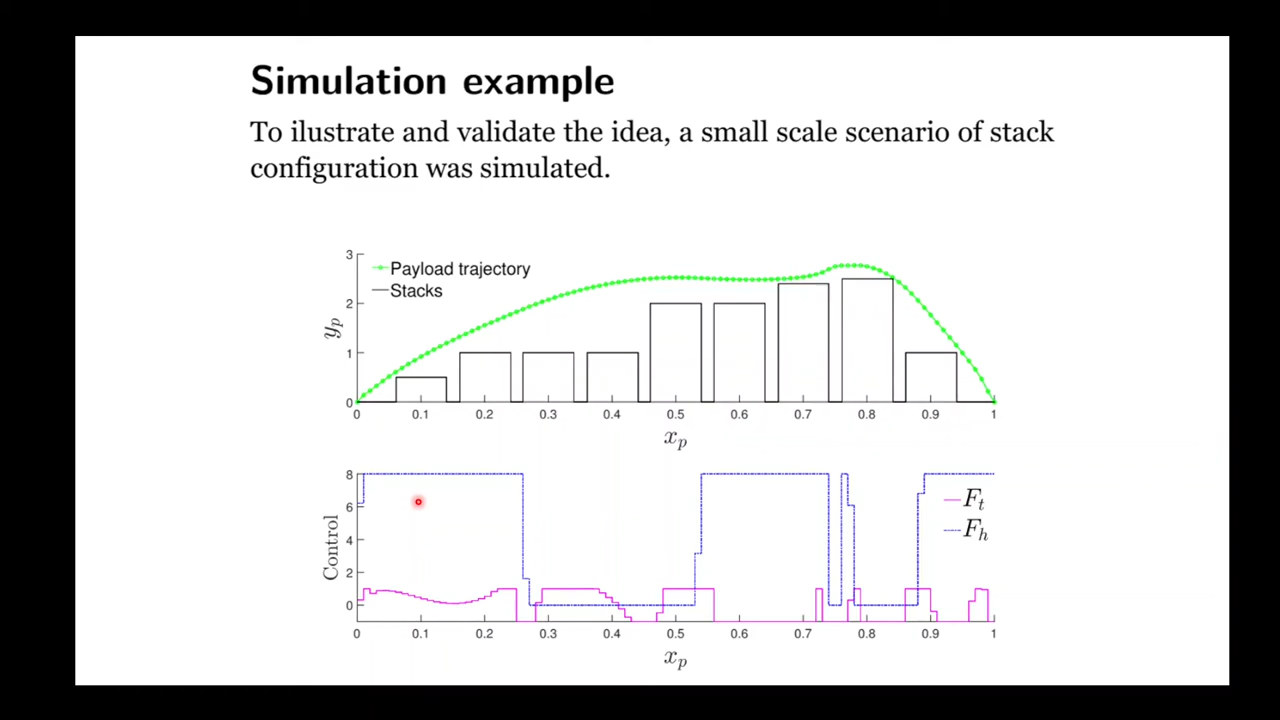 Simulation example
To ilustrate and validate the idea, a small scale scenario of stack
configuration was simulated.
Payload trajectory
Stacks
3
2
1
0
y_p
0 0.1 0.2 0.3 0.4 0.5 0.6 0.7 0.8 0.9 1
x_p
8
6
4
2
0
Control
F_t
F_h
0 0.1 0.2 0.3 0.4 0.5 0.6 0.7 0.8 0.9 1
x_p